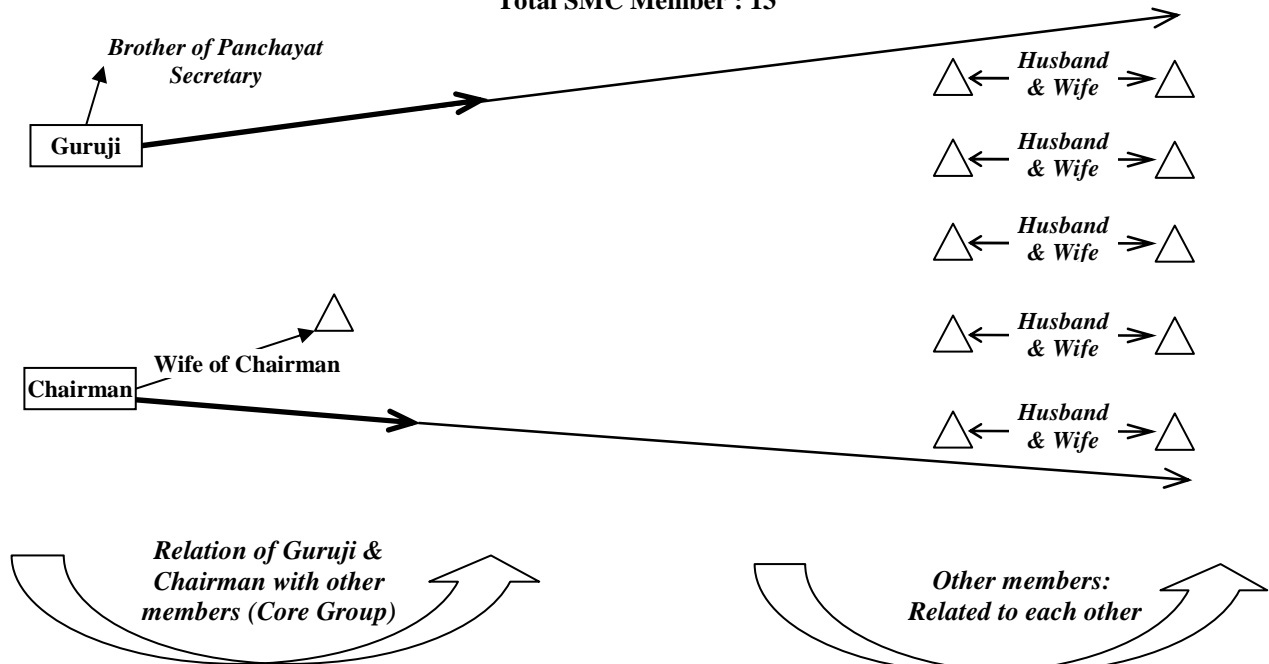 Total SMC Member : 13
Brother of Panchayat
Secretary
Guruji
Husband
& Wife
Husband
& Wife
Husband
& Wife
Husband
& Wife
Husband
& Wife
Wife of Chairman
Chairman
Relation of Guruji &
Chairman with other
members (Core Group)
Other members:
Related to each other